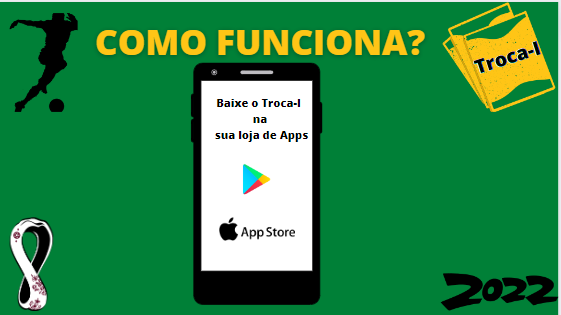 COMO FUNCIONA?
Troca-I
Baixe o Troca-I
na
sua loja de Apps
App Store
2022